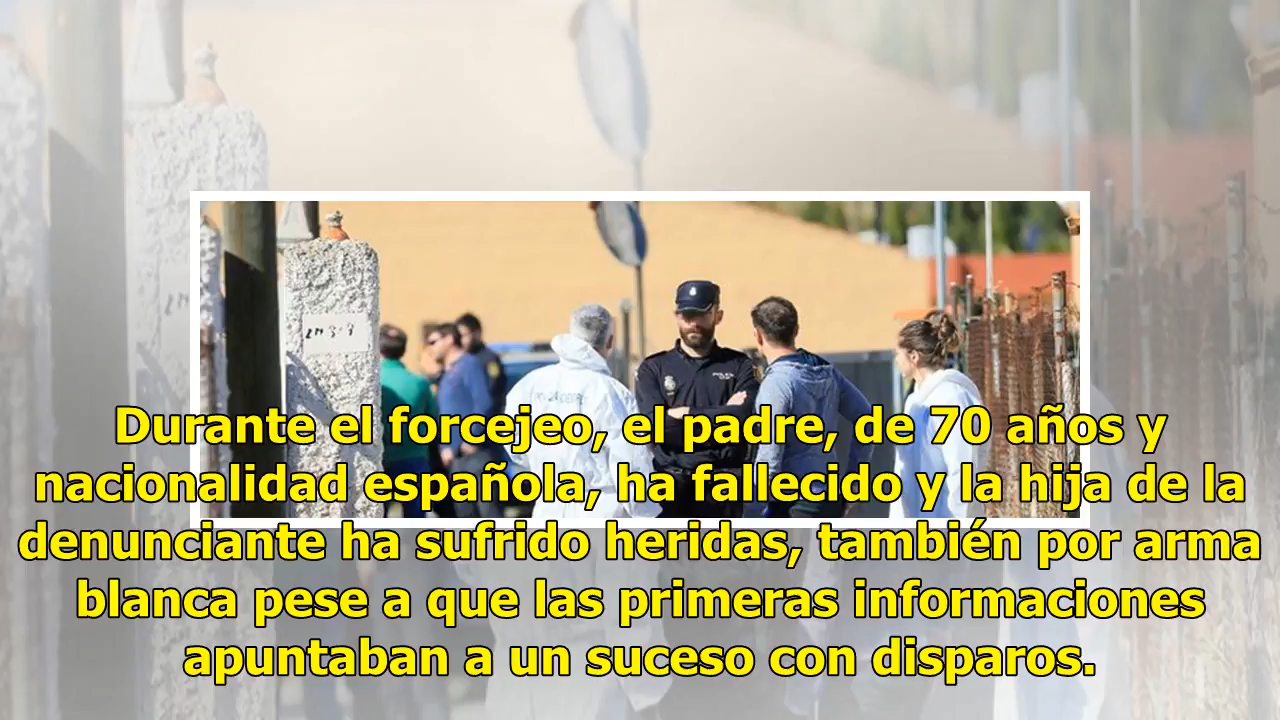 Durante el forcejeo, el padre, de 70 años y
nacionalidad española, ha fallecido y la hija de la
denunciante ha sufrido heridas, también por arma
blanca pese a que las primeras informaciones
apuntaban a un suceso con disparos.